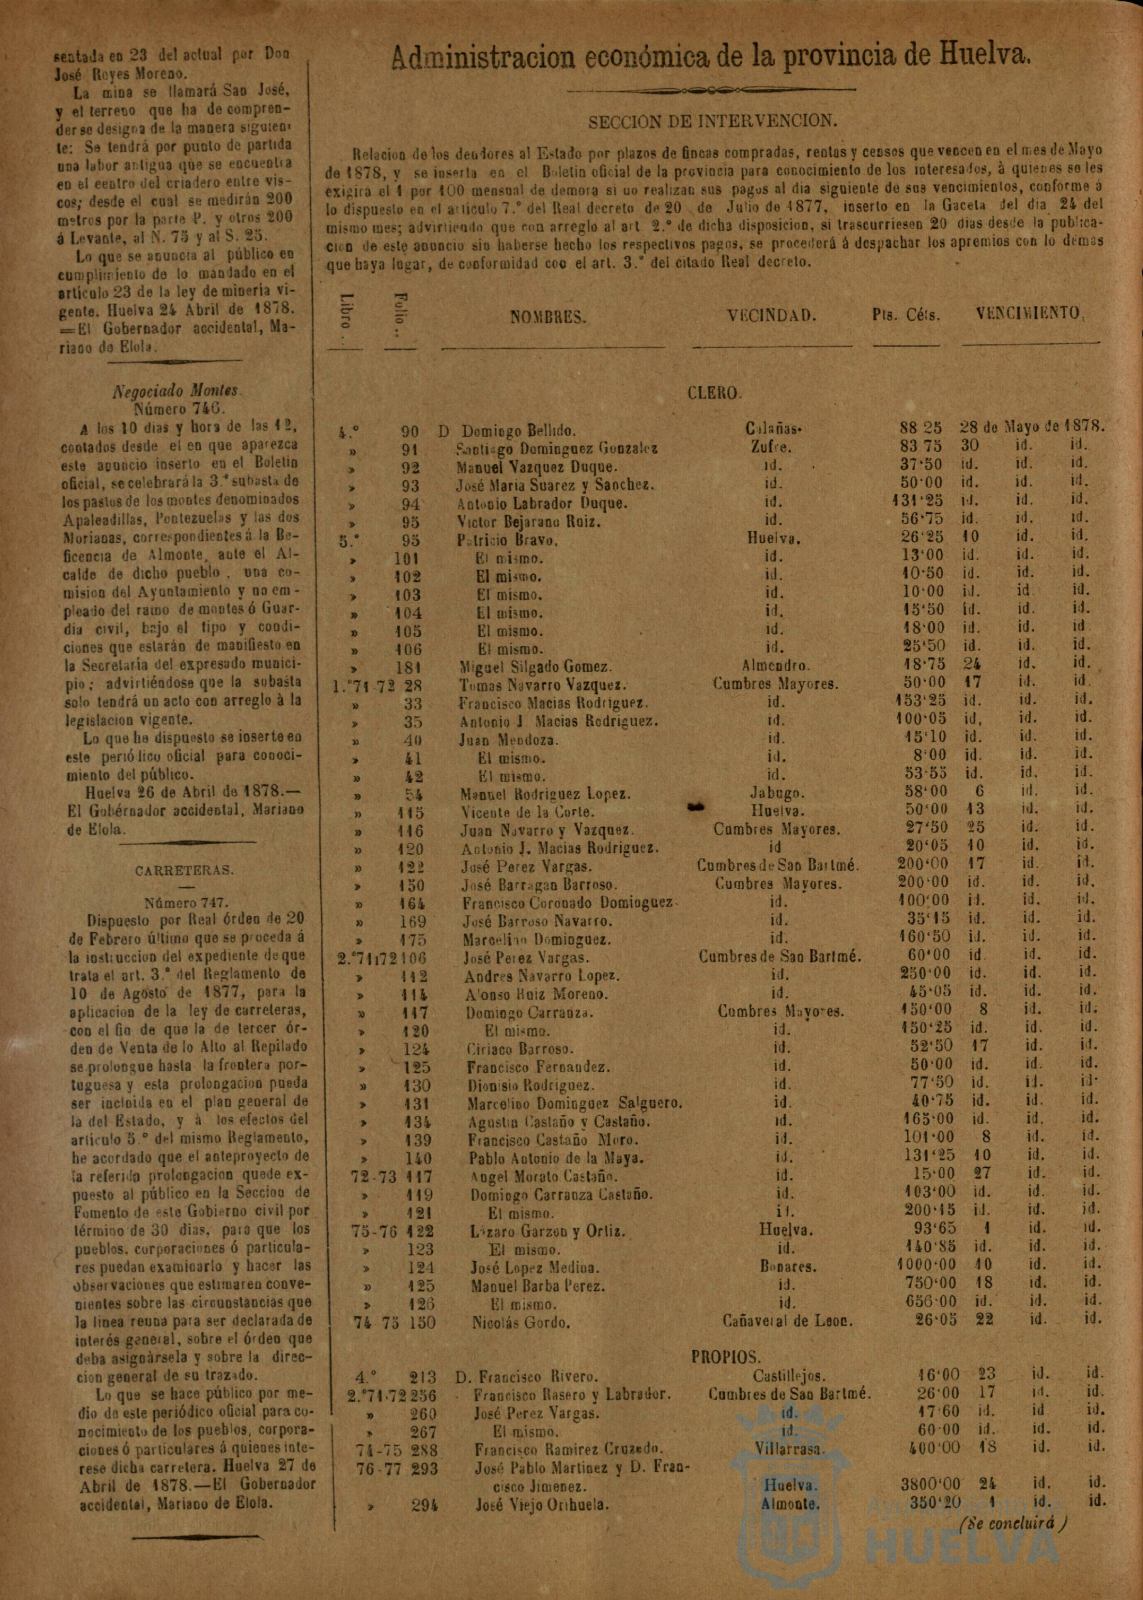 sentada en 23 del actual por Don
José Reyes Moreno.
La mina se llamará San José,
y el terreno que ha de compren-
derse designa de la manera siguien-
te: Se tendrá por punto de partida
una labor antigua que se encuentra
en el centro del criadero entre vis-
cos; desde el cual se medirán 200
metros por la parte P. y otros 200
á Levante, al N. 75 y al S. 25.
Lo que se anuncia al público en
cumplimiento de lo mandado en el
artículo 23 de la ley de minería vi-
gente. Huelva 24 Abril de 1878.
=El Gobernador accidental, Ma-
riano de Elola.
Negociado Montes.
Número 746.
A los 10 dias y hora de las 12,
contados desde el en que aparezca
este anuncio inserto en el Boletin
oficial, se celebrará la 3.ª subasta de
los pastos de los montes denominados
Apaleadillas, Pontezuelas y las dos
Morianas, correspondientes á la Be-
ficencia de Almonte, ante el Al-
calde de dicho pueblo, una co-
mision del Ayuntamiento y un em-
pleado del ramo de montes ó Guar-
dia civil, bajo el tipo y condi-
ciones que estarán de manifiesto en
la Secretaria del expresado munici-
pio; advirtiéndose que la subasta
solo tendrá un acto con arreglo á la
legislacion vigente.
Lo que he dispuesto se inserte en
este periólico oficial para conoci-
miento del público.
Huelva 26 de Abril de 1878.—
El Gobernador accidental, Mariano
de Elola.
CARRETERAS.
Número 747.
Dispuesto por Real órden de 20
de Febrero último que se proceda á
la instruccion del expediente de que
trata el art. 3.º del Reglamento de
10 de Agosto de 1877, para la
aplicacion de la ley de carreteras,
con el fin de que la de tercer ór-
den de Venta de lo Alto al Repilado
se prolongue hasta la frontera por-
tuguesa y esta prolongacion pueda
ser incluida en el plan general de
la del Estado, y á los efectos del
artículo 5.º del mismo Reglamento,
he acordado que el anteproyecto de
la referida prolongacion quede ex-
puesto al público en la Seccion de
Fomento de este Gobierno civil por
término de 30 dias, para que los
pueblos, corporaciones ó particula-
res puedan examinarlo y hacer las
observaciones que estimaren conve-
nientes sobre las circunstancias que
la línea reuna para ser declarada de
interés general, sobre el órden que
deba asignársela y sobre la direc-
cion general de su trazado.
Lo que se hace público por me-
dio de este periódico oficial para co-
nocimiento de los pueblos, corpora-
ciones ó particulares á quienes inte-
rese dicha carretera. Huelva 27 de
Abril de 1878.—El Gobernador
accidental, Mariano de Elola.
Administracion económica de la provincia de Huelva.
SECCION DE INTERVENCION.
Relacion de los deudores al Estado por plazos de fincas compradas, rentas y censos que vencen en el mes de Mayo
de 1878, y se inserta en el Boletin oficial de la provincia para conocimiento de los interesados, á quienes se les
exigirá el 1 por 100 mensual de demora si no realizan sus pagos al dia siguiente de sus vencimientos, conforme á
lo dispuesto en el artículo 7.º del Real decreto de 20 de Julio de 1877, inserto en la Gaceta del dia 24 del
mismo mes; advirtiendo que con arreglo al art. 2.º de dicha disposicion, si trascurriesen 20 dias desde la publica-
cion de este anuncio sin haberse hecho los respectivos pagos, se procederá á despachar los apremios con lo demas
que haya lugar, de conformidad con el art. 3.º del citado Real decreto.
Libro.. Folio.. NOMBRES. VECINDAD. Pts. Céts. VENCIMIENTO.
CLERO.
4.º 90 D Domingo Bellido. Calañas. 88 25 28 de Mayo de 1878.
» 91 Santiago Dominguez Gonzalez Zufre. 83 75 30 id. id.
» 92 Manuel Vazquez Duque. id. 37'50 id. id. id.
» 93 José Maria Suarez y Sanchez. id. 50'00 id. id. id.
» 94 Antonio Labrador Duque. id. 131'25 id. id. id.
» 95 Victor Bejarano Ruiz. id. 56'75 id. id. id.
5.º 95 Patricio Bravo. Huelva. 26'25 10 id. id.
» 101 El mismo. id. 13'00 id. id. id.
» 102 El mismo. id. 10'50 id. id. id.
» 103 El mismo. id. 10'00 id. id id.
» 104 El mismo. id. 15'50 id. id. id.
» 105 El mismo. id. 18'00 id. id. id.
» 106 El mismo. id. 25'50 id. id. id.
» 181 Miguel Silgado Gomez. Almendro. 18'75 24 id. id.
1.º71-72 28 Tomas Navarro Vazquez. Cumbres Mayores. 50'00 17 id. id.
» 33 Francisco Macias Rodriguez. id. 153'25 id. id. id.
» 35 Antonio J Macias Rodriguez. id. 100'05 id. id. id.
» 40 Juan Mendoza. id. 15'10 id. id. id.
» 41 El mismo. id. 8'00 id. id. id.
» 42 El mismo. id. 53'55 id. id. id.
» 54 Manuel Rodriguez Lopez. Jabugo. 58'00 6 id. id.
» 115 Vicente de la Corte. Huelva. 50'00 13 id. id.
» 116 Juan Navarro y Vazquez. Cumbres Mayores. 27'50 25 id. id.
» 120 Antonio J. Macias Rodriguez. id 20'05 10 id. id.
» 122 José Perez Vargas. Cumbres de San Bartmé. 200'00 17 id. id.
» 150 José Barragan Barroso. Cumbres Mayores. 200'00 id. id. id.
» 164 Francisco Coronado Dominguez. id. 100'00 id. id. id.
» 169 José Barroso Navarro. id. 35'15 id. id. id.
» 175 Marcelino Dominguez. id. 160'50 id. id. id.
2.º71 72 106 José Perez Vargas. Cumbres de San Bartmé. 60'00 id. id. id.
» 112 Andres Navarro Lopez. id. 250'00 id. id. id.
» 114 Alonso Ruiz Moreno. id. 45'05 id. id. id.
» 117 Domingo Carranza. Cumbres Mayores. 150'00 8 id. id.
» 120 El mismo. id. 150'25 id. id. id.
» 124 Ciriaco Barroso. id. 52'50 17 id. id.
» 125 Francisco Fernandez. id. 50'00 id. id. id.
» 130 Dionisio Rodriguez. id. 77'50 id. id. id.
» 131 Marcelino Dominguez Salguero. id. 40'75 id. id. id.
» 134 Agustin Castaño y Castaño. id. 165'00 id. id. id.
» 139 Francisco Castaño Moro. id. 101'00 8 id. id.
» 140 Pablo Antonio de la Maya. id. 131'25 10 id. id.
72-73 117 Angel Morato Castaño. id. 15'00 27 id. id.
» 119 Domingo Carranza Castaño. id. 103'00 id. id. id.
» 121 El mismo. id. 200'15 id. id. id.
75-76 122 Lázaro Garzon y Ortiz. Huelva. 93'65 1 id. id.
» 123 El mismo. id. 140'85 id. id. id.
» 124 José Lopez Medina. Bonares. 1000'00 10 id. id.
» 125 Manuel Barba Perez. id. 750'00 18 id. id.
» 126 El mismo. id. 656'00 id. id. id.
74 75 150 Nicolás Gordo. Cañaveral de Leon. 26'05 22 id. id.
PROPIOS.
4.º 213 D. Francisco Rivero. Castillejos. 16'00 23 id. id.
2.º71-72 256 Francisco Rasero y Labrador. Cumbres de San Bartmé. 26'00 17 id. id.
» 260 José Perez Vargas. id. 17'60 id. id id.
» 267 El mismo. id. 60'00 id. id. id.
74-75 288 Francisco Ramirez Cruzado. Villarrasa. 400'00 18 id. id.
76-77 293 José Pablo Martinez y D. Fran-
cisco Jimenez. Huelva. 3800'00 24 id. id.
» 294 José Viejo Orihuela. Almonte. 350'20 1 id. id.
(Se concluirá)
HUELVA